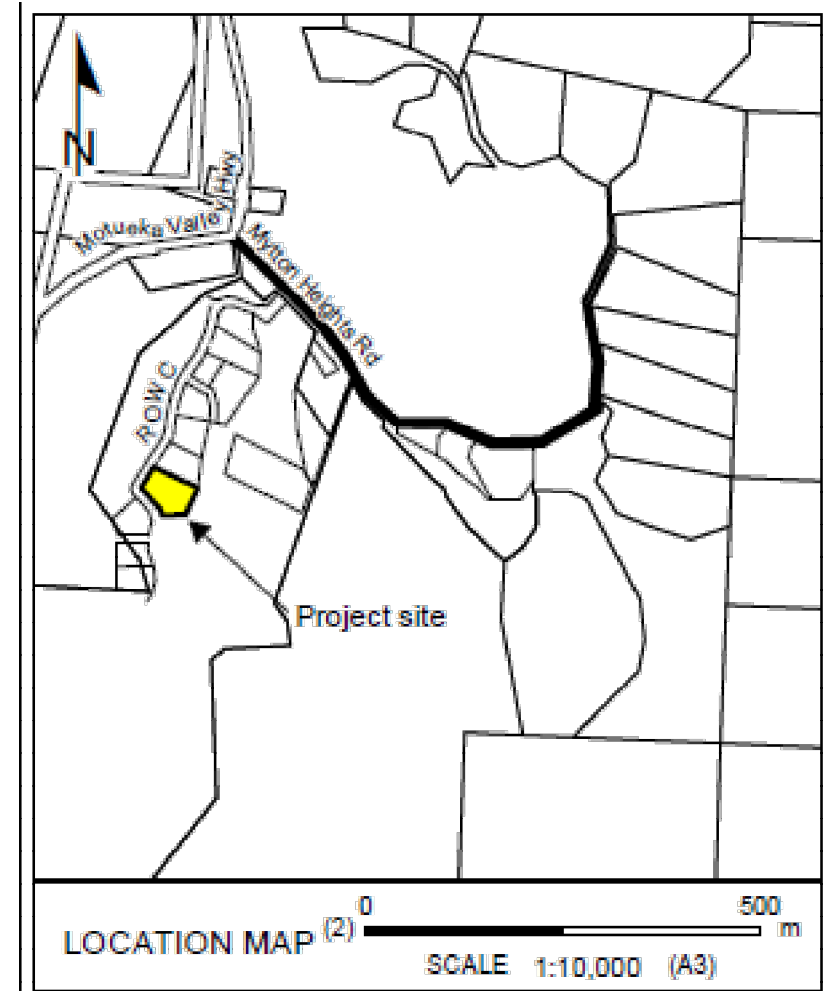 N
Motueka Valley Hwy
Mytton Heights Rd
ROW C
Project site
LOCATION MAP (2)
0 500 m
SCALE 1:10,000 (A3)